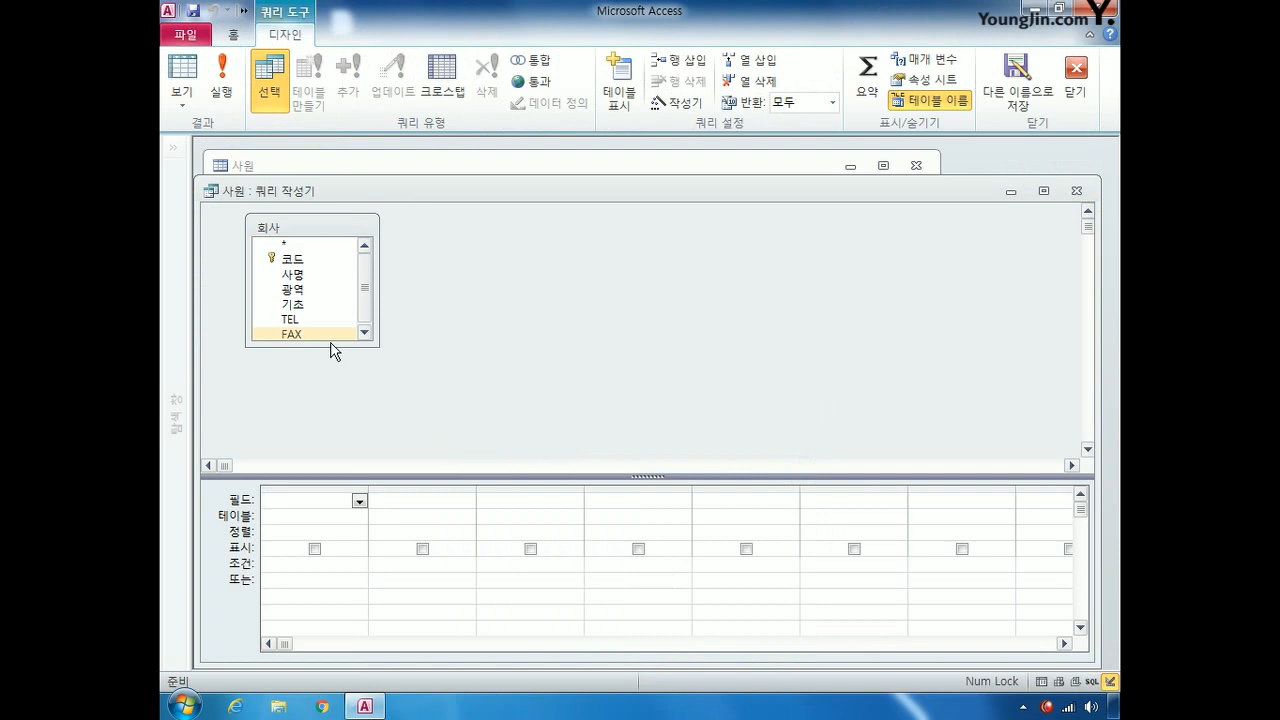 쿼리 도구
Microsoft Access
YoungJin.com Y.
파일
홈
디자인
보기
실행
선택
테이블
만들기
추가
업데이트
크로스탭
삭제
통합
통과
데이터 정의
테이블
표시
행 삽입
행 삭제
작성기
열 삽입
열 삭제
반환: 모두
요약
매개 변수
속성 시트
테이블 이름
다른 이름으로
저장
닫기
결과
쿼리 유형
쿼리 설정
표시/숨기기
닫기
사원
사원 : 쿼리 작성기
탐색 창
회사
*
코드
사명
광역
기초
TEL
FAX
필드:
테이블:
정렬:
표시:
조건:
또는:
준비
Num Lock
SQL